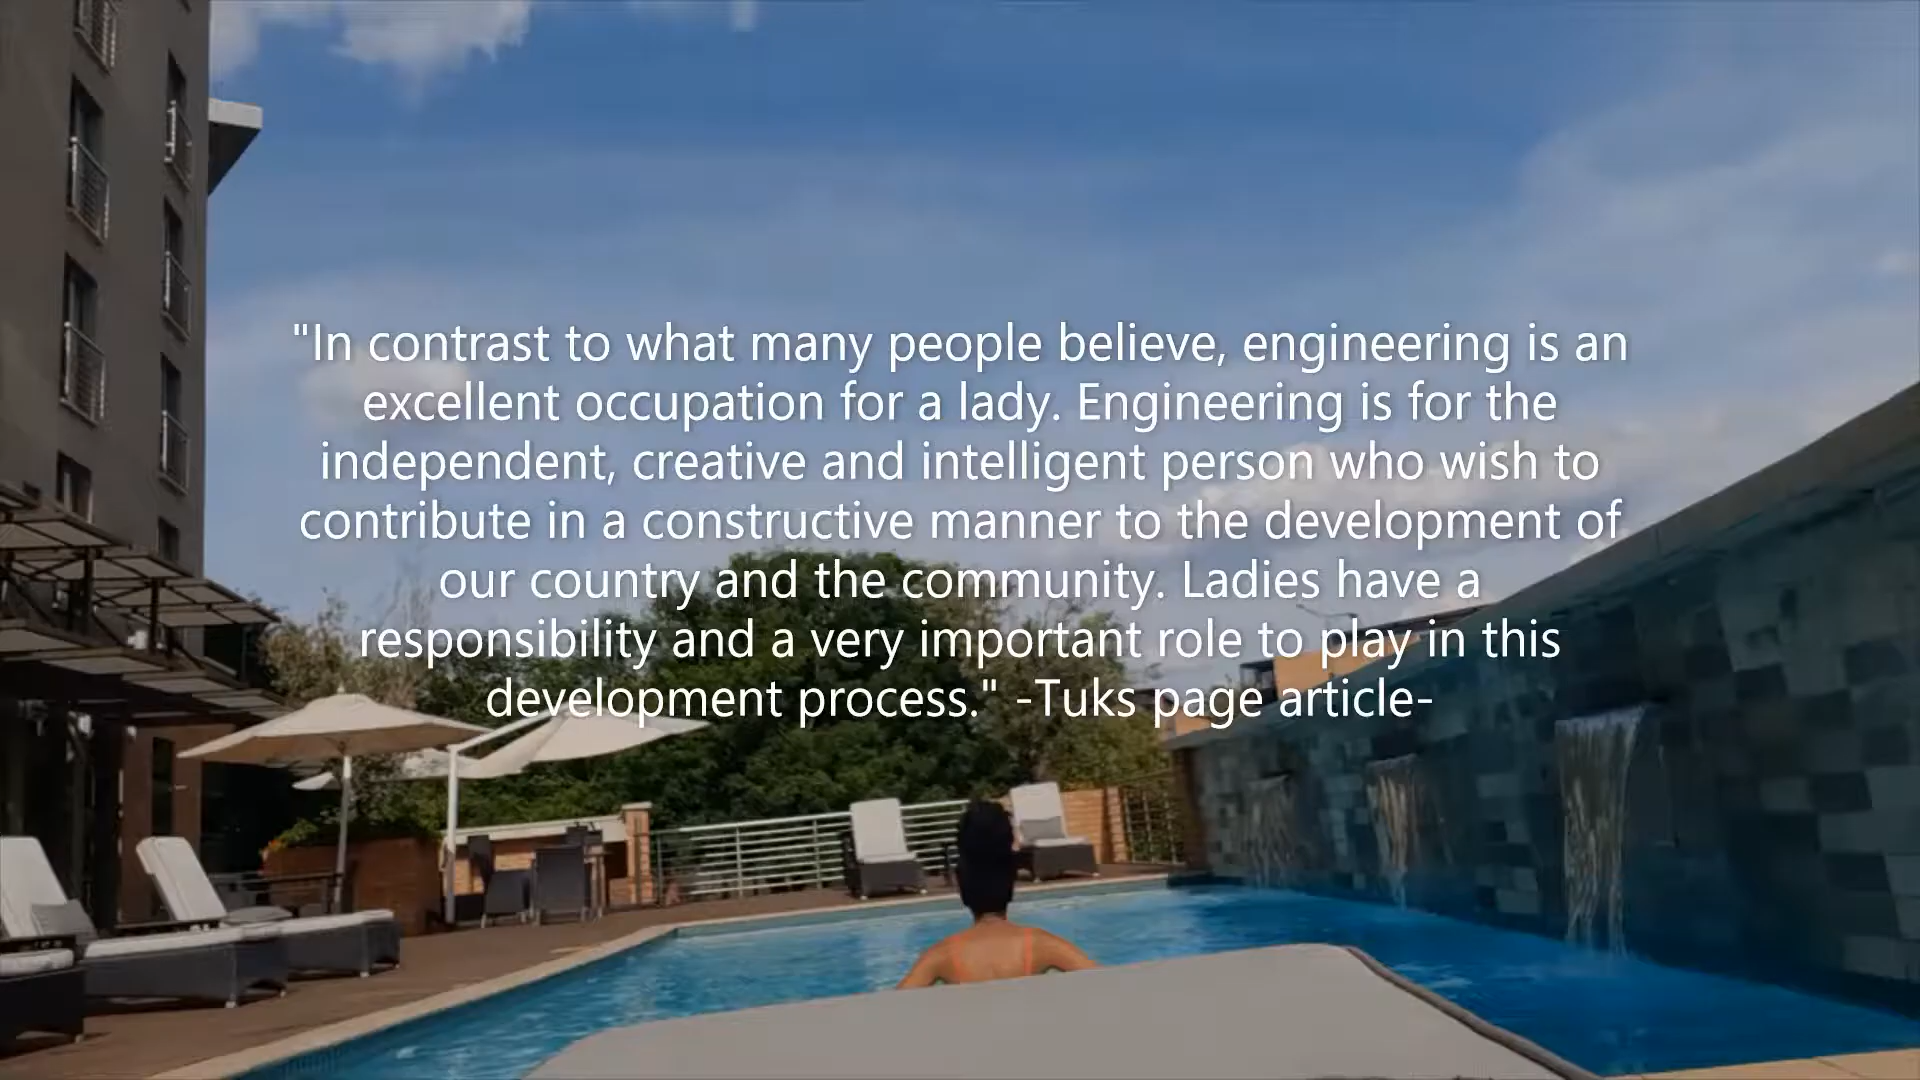 "In contrast to what many people believe, engineering is an
excellent occupation for a lady. Engineering is for the
independent, creative and intelligent person who wish to
contribute in a constructive manner to the development of
our country and the community. Ladies have a
responsibility and a very important role to play in this
development process." -Tuks page article-